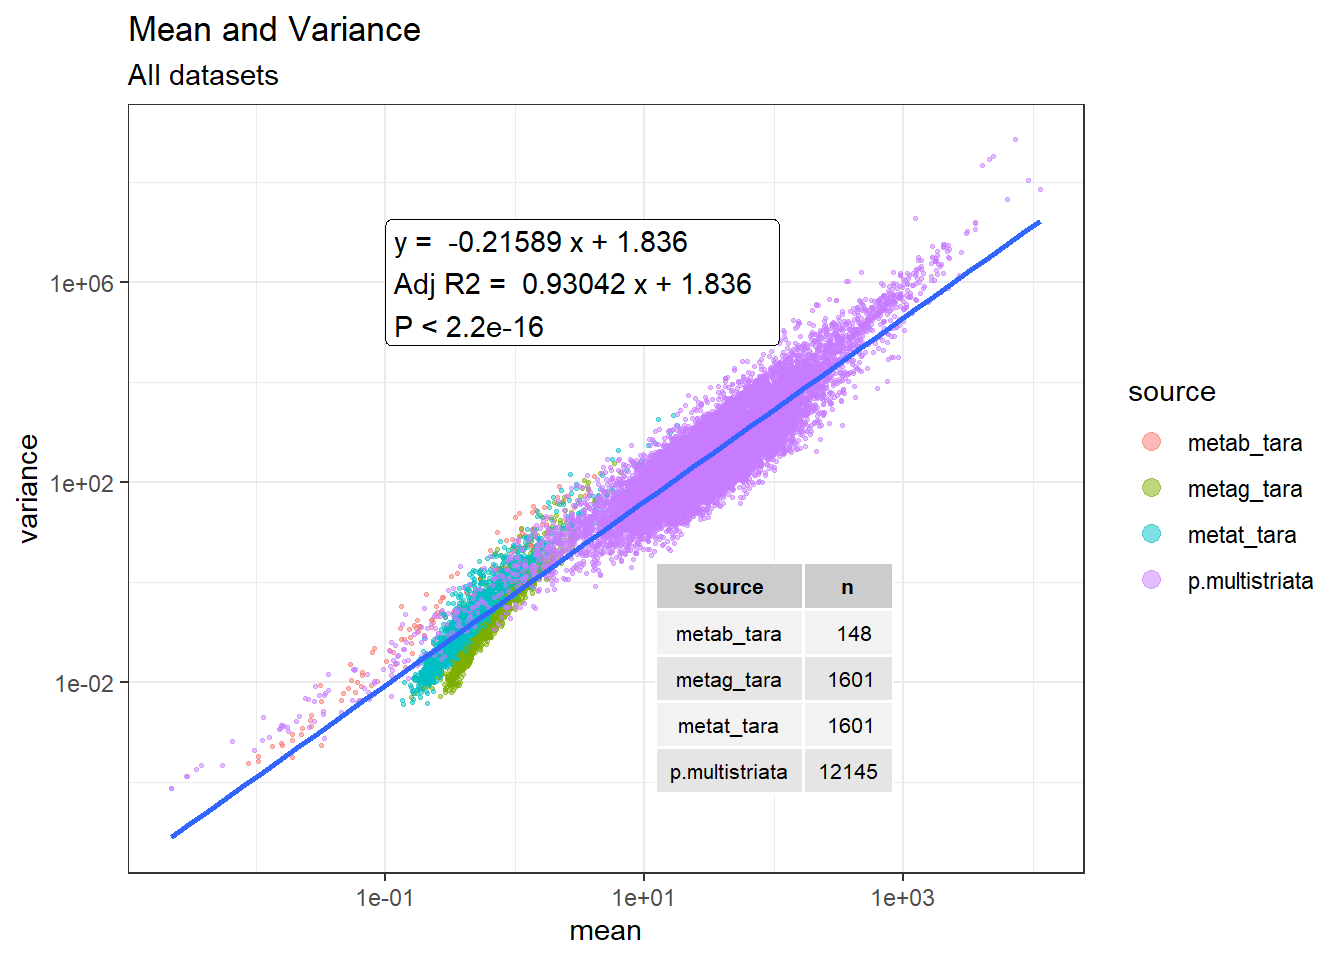 Mean and Variance
All datasets
y =  -0.21589 x + 1.836
Adj R2 =  0.93042 x + 1.836
P < 2.2e-16
1e+06
1e+02
1e-02
variance
source n
metab_tara 148
metag_tara 1601
metat_tara 1601
p.multistriata 12145
1e-01 1e+01 1e+03
mean
source
metab_tara
metag_tara
metat_tara
p.multistriata